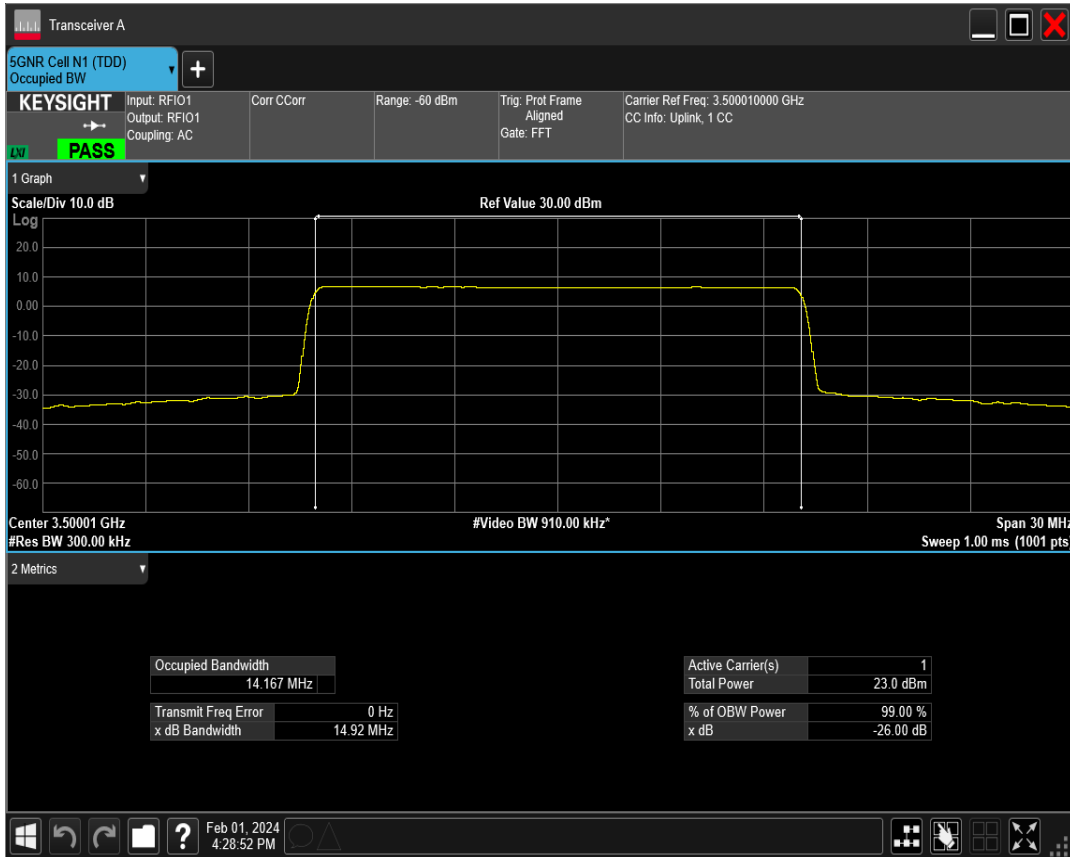 Transceiver A
5GNR Cell N1 (TDD)
Occupied BW
+
KEYSIGHT
LXI
PASS
Input: RFIO1
Output: RFIO1
Coupling: AC
Corr CCorr
Range: -60 dBm
Trig: Prot Frame
Aligned
Gate: FFT
Carrier Ref Freq: 3.500010000 GHz
CC Info: Uplink, 1 CC
1 Graph
Scale/Div 10.0 dB
Ref Value 30.00 dBm
Log
20.0
10.0
0.00
-10.0
-20.0
-30.0
-40.0
-50.0
-60.0
Center 3.50001 GHz
#Video BW 910.00 kHz*
Span 30 MHz
#Res BW 300.00 kHz
Sweep 1.00 ms (1001 pts)
2 Metrics
Occupied Bandwidth
14.167 MHz
Transmit Freq Error 0 Hz
x dB Bandwidth 14.92 MHz
Active Carrier(s) 1
Total Power 23.0 dBm
% of OBW Power 99.00 %
x dB -26.00 dB
?
Feb 01, 2024
4:28:52 PM